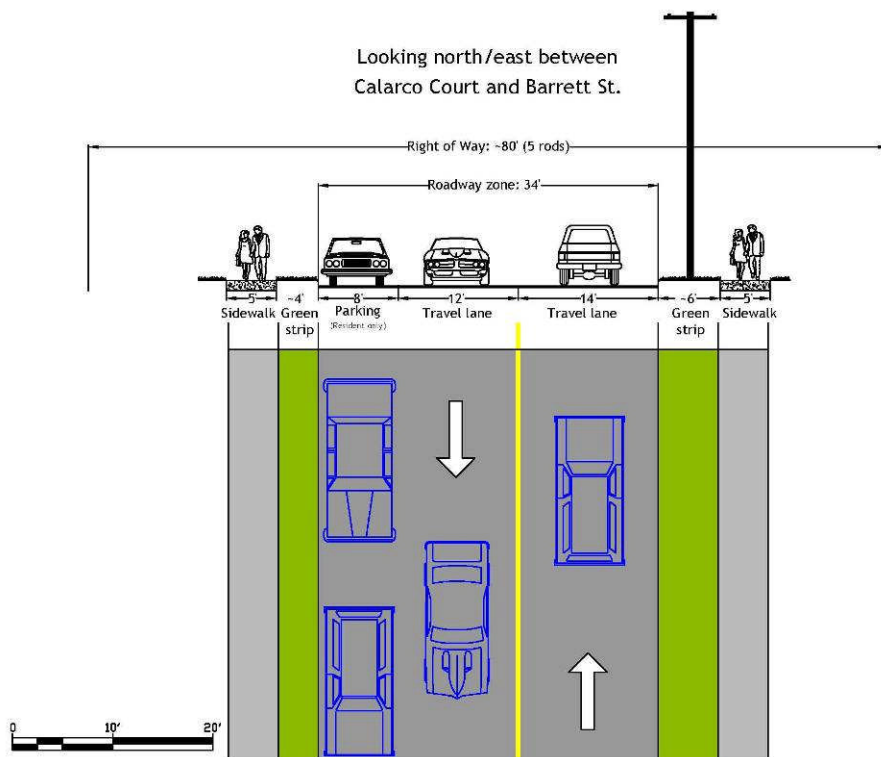 Looking north/east between
Calarco Court and Barrett St.
Right of Way: ~80' (5 rods)
Roadway zone: 34'
5' ~4' 8' 12' 14' ~6' 5'
Sidewalk Green Parking Travel lane Travel lane Green Sidewalk
strip (Resident only) strip
0 10' 20'